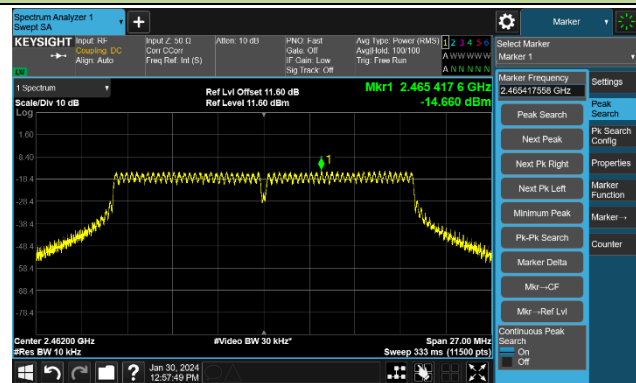 Spectrum Analyzer 1
Swept SA
Marker
KEYSIGHT
Input: RF
Coupling: DC
Align: Auto
Input Z: 50 Ω
Corr CCorr
Freq Ref: Int (S)
Atten: 10 dB
PNO: Fast
Gate: Off
IF Gain: Low
Sig Track: Off
Avg Type: Power (RMS)
Avg|Hold: 100/100
Trig: Free Run
1 2 3 4 5 6
A W W W W W
A N N N N N
LV
Select Marker
Marker 1
1 Spectrum
Scale/Div 10 dB
Log
Ref Lvl Offset 11.60 dB
Ref Level 11.60 dBm
Mkr1 2.465 417 6 GHz
-14.660 dBm
1
1.60
-8.40
-18.4
-28.4
-38.4
-48.4
-58.4
-68.4
-78.4
Center 2.46200 GHz
#Res BW 10 kHz
#Video BW 30 kHz*
Span 27.00 MHz
Sweep 333 ms (11500 pts)
Marker Frequency
2.465417558 GHz
Peak Search
Next Peak
Next Pk Right
Next Pk Left
Minimum Peak
Pk-Pk Search
Marker Delta
Mkr→CF
Mkr→Ref Lvl
Continuous Peak
Search
On
Off
Settings
Peak
Search
Pk Search
Config
Properties
Marker
Function
Marker→
Counter
?
Jan 30, 2024
12:57:49 PM